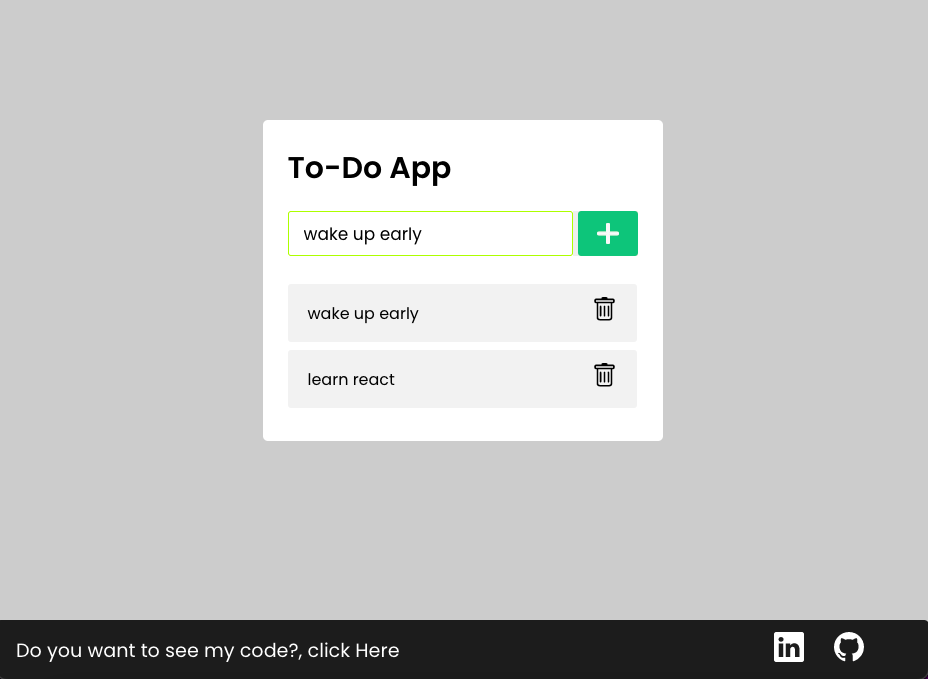 To-Do App
wake up early
wake up early
learn react
Do you want to see my code?, click Here
in